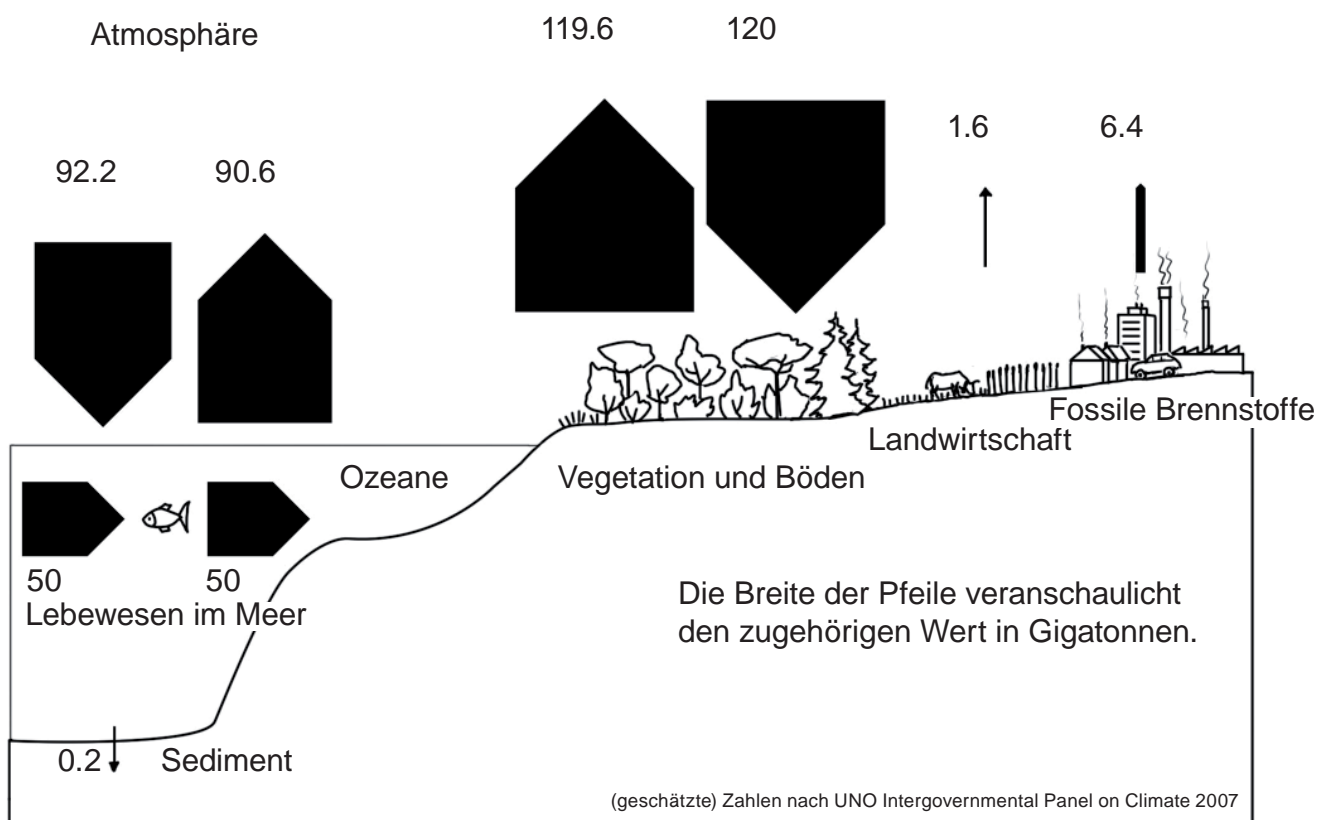 Atmosphäre
119.6
120
1.6
6.4
92.2
90.6
Fossile Brennstoffe
Landwirtschaft
Ozeane
Vegetation und Böden
50
50
Lebewesen im Meer
Die Breite der Pfeile veranschaulicht
den zugehörigen Wert in Gigatonnen.
0.2
Sediment
(geschätzte) Zahlen nach UNO Intergovernmental Panel on Climate 2007